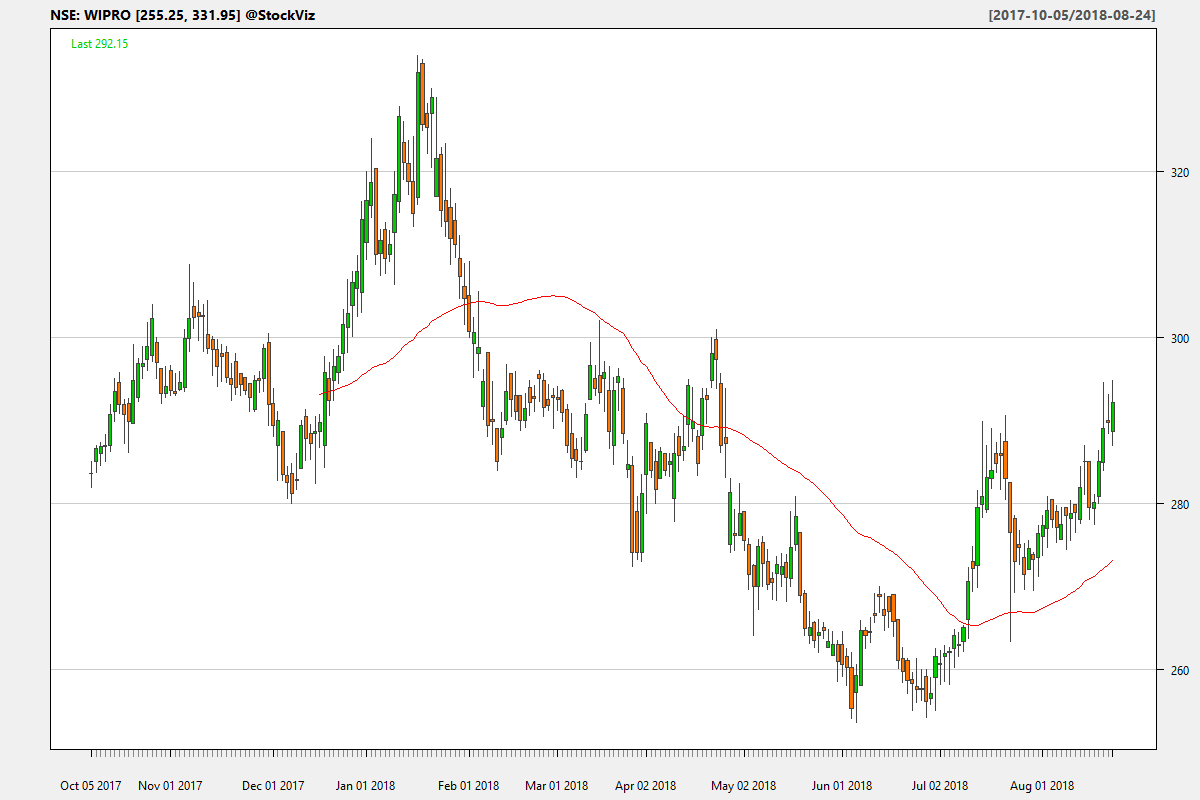 NSE: WIPRO [255.25, 331.95] @StockViz [2017-10-05/2018-08-24]
Last 292.15
320
300
280
260
Oct 05 2017 Nov 01 2017 Dec 01 2017 Jan 01 2018 Feb 01 2018 Mar 01 2018 Apr 02 2018 May 02 2018 Jun 01 2018 Jul 02 2018 Aug 01 2018